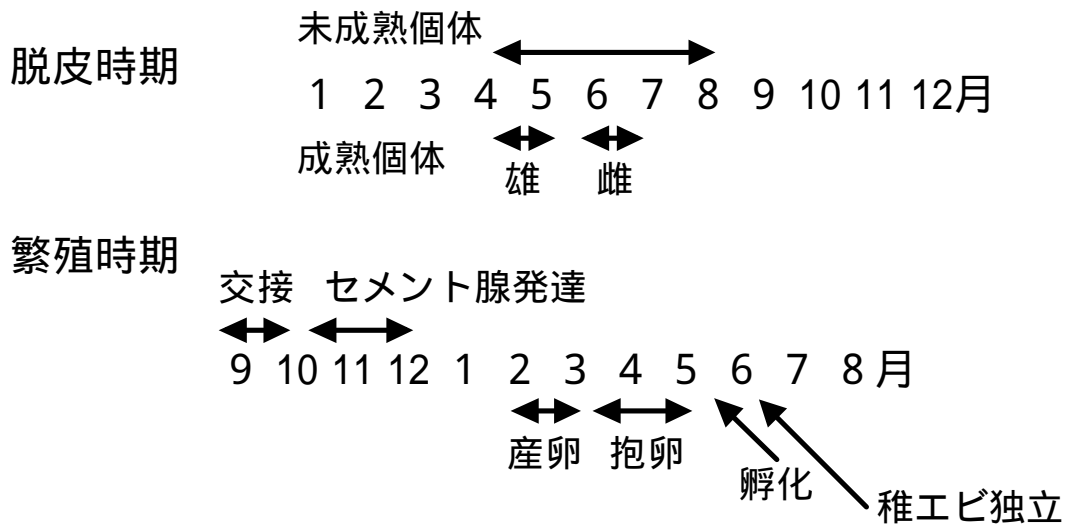 脱皮時期
未成熟個体
1 2 3 4 5 6 7 8 9 10 11 12月
成熟個体
雄 雌
繁殖時期
交接 セメント腺発達
9 10 11 12 1 2 3 4 5 6 7 8 月
産卵 抱卵
孵化
稚エビ独立